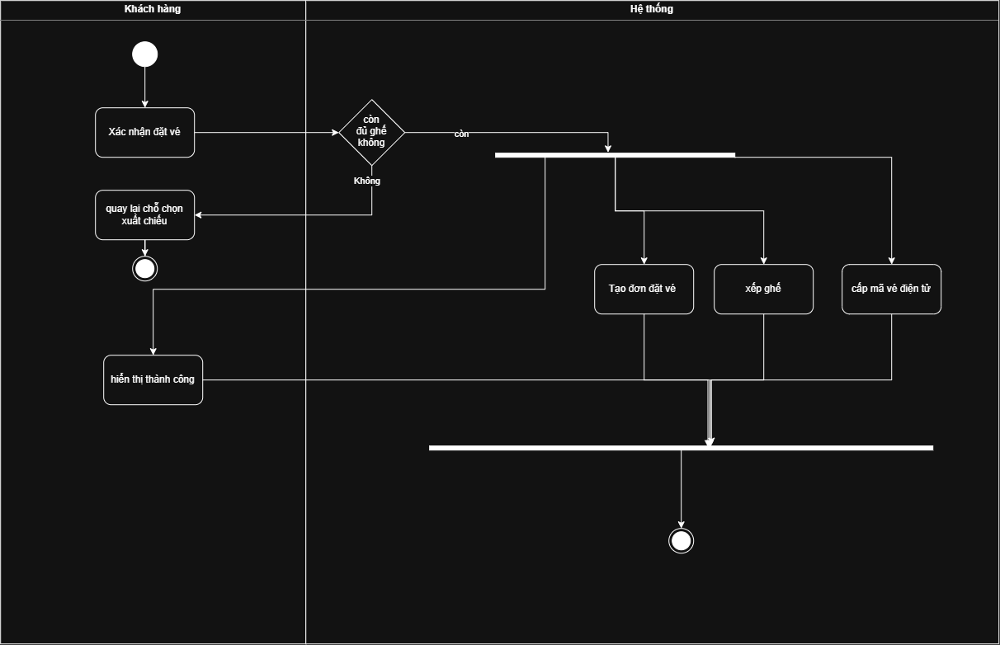 Khách hàng
Hệ thống
Xác nhận đặt vé
còn
đủ ghế
không
còn
Không
quay lại chỗ chọn
xuất chiếu
Tạo đơn đặt vé
xếp ghế
cấp mã vé điện tử
hiển thị thành công